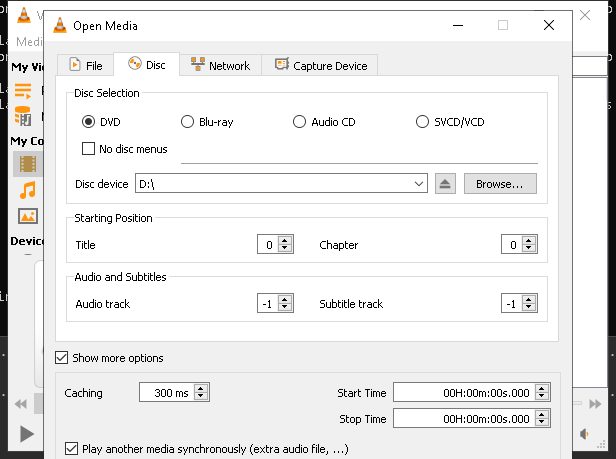 Open Media
Medi
File
Disc
Network
Capture Device
My Vi
Disc Selection
DVD
Blu-ray
Audio CD
SVCD/VCD
No disc menus
My Co
Disc device
D:\
Browse...
Starting Position
Title
0
Chapter
0
Device
Audio and Subtitles
Audio track
-1
Subtitle track
-1
Show more options
Caching
300 ms
Start Time
00H:00m:00s.000
Stop Time
00H:00m:00s.000
Play another media synchronously (extra audio file, ...)